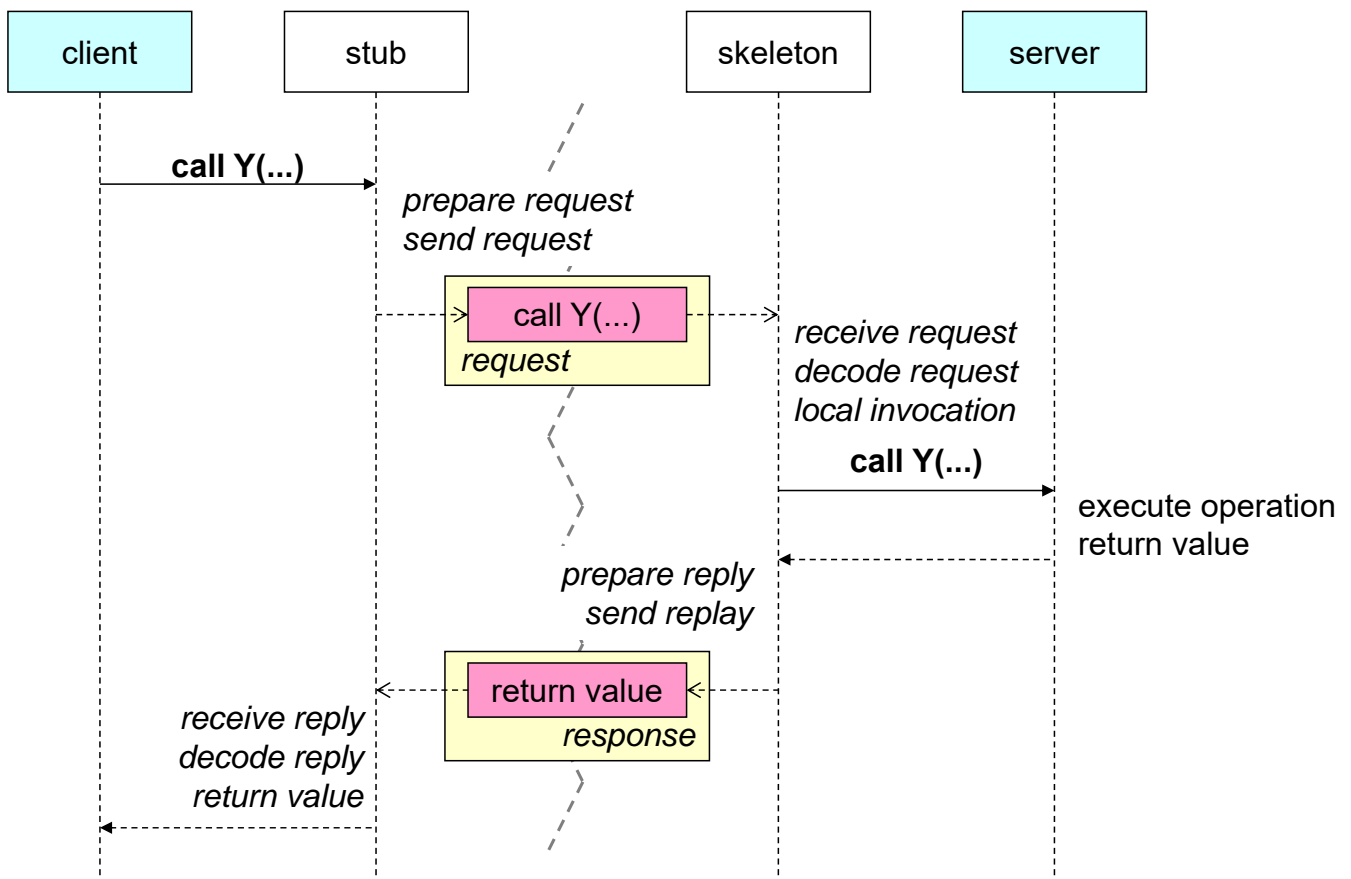 client
stub
skeleton
server
call Y(...)
prepare request
send request
call Y(...)
request
receive request
decode request
local invocation
call Y(...)
execute operation
return value
prepare reply
send replay
return value
response
receive reply
decode reply
return value